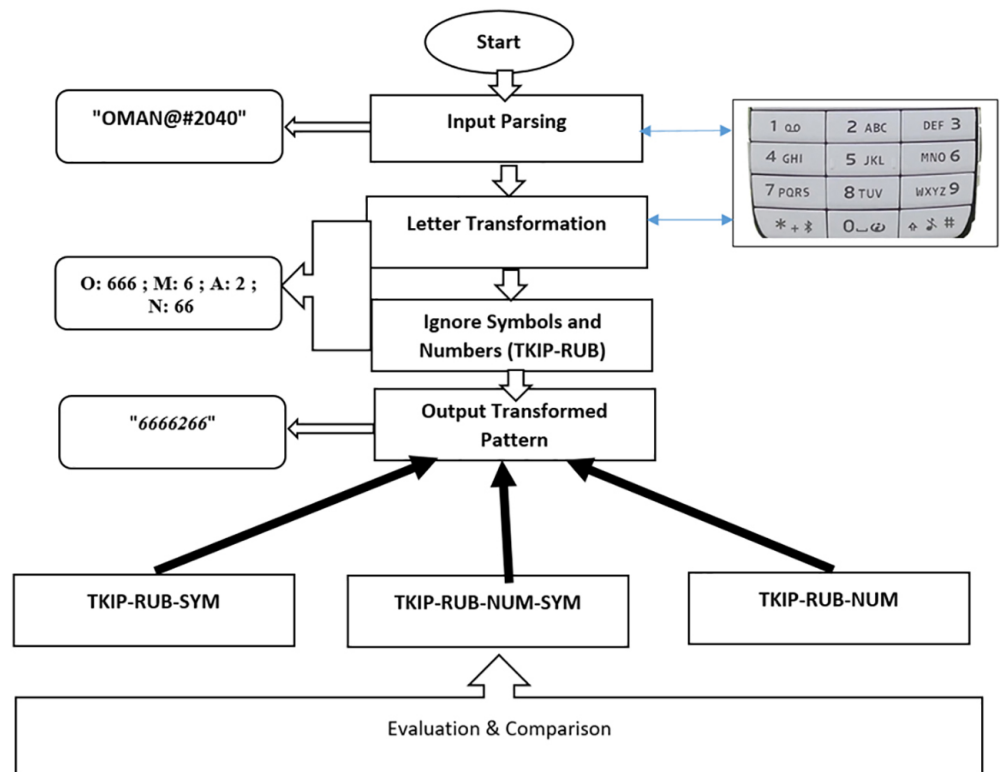 Start
"OMAN@#2040"
Input Parsing
1
2 ABC
DEF 3
4 GHI
5 JKL
MNO 6
7 PQRS
8 TUV
WXYZ 9
* +
0
#
Letter Transformation
O: 666 ; M: 6 ; A: 2 ;
N: 66
Ignore Symbols and
Numbers (TKIP-RUB)
"6666266"
Output Transformed
Pattern
TKIP-RUB-SYM
TKIP-RUB-NUM-SYM
TKIP-RUB-NUM
Evaluation & Comparison